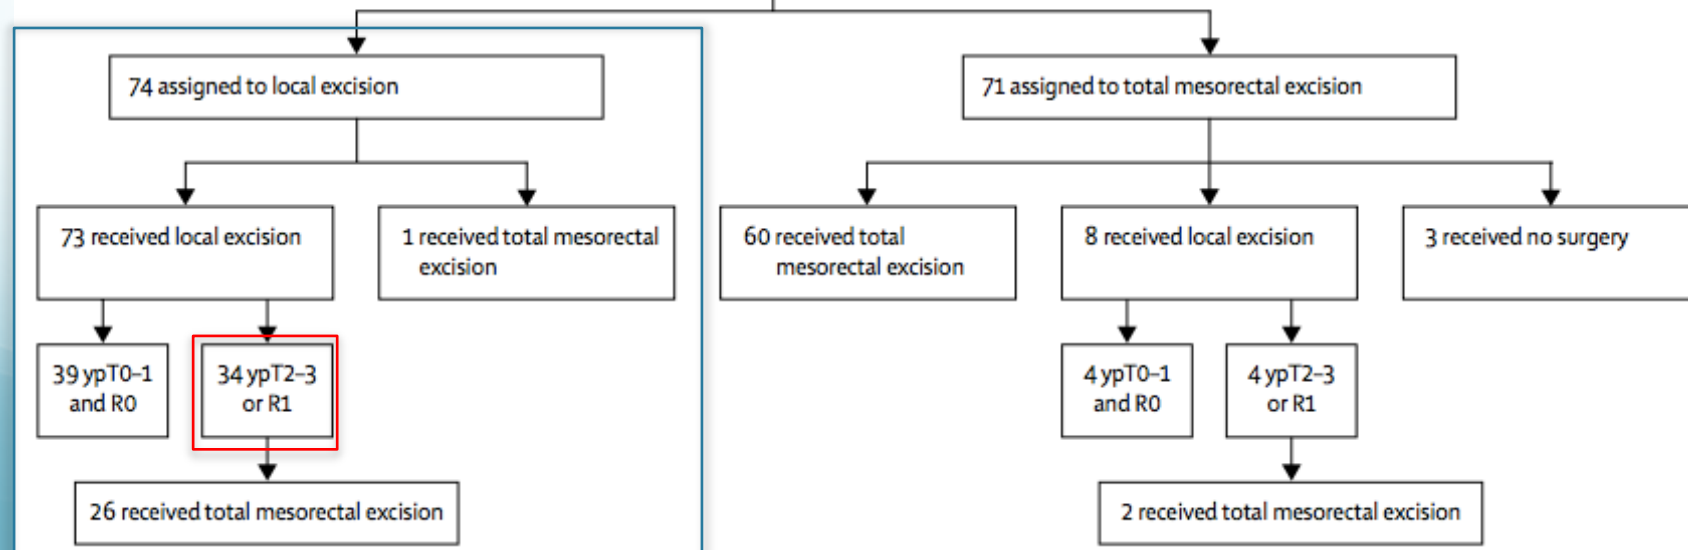 74 assigned to local excision
71 assigned to total mesorectal excision
73 received local excision
1 received total mesorectal
excision
60 received total
mesorectal excision
8 received local excision
3 received no surgery
39 ypT0–1
and R0
34 ypT2–3
or R1
4 ypT0–1
and R0
4 ypT2–3
or R1
26 received total mesorectal excision
2 received total mesorectal excision